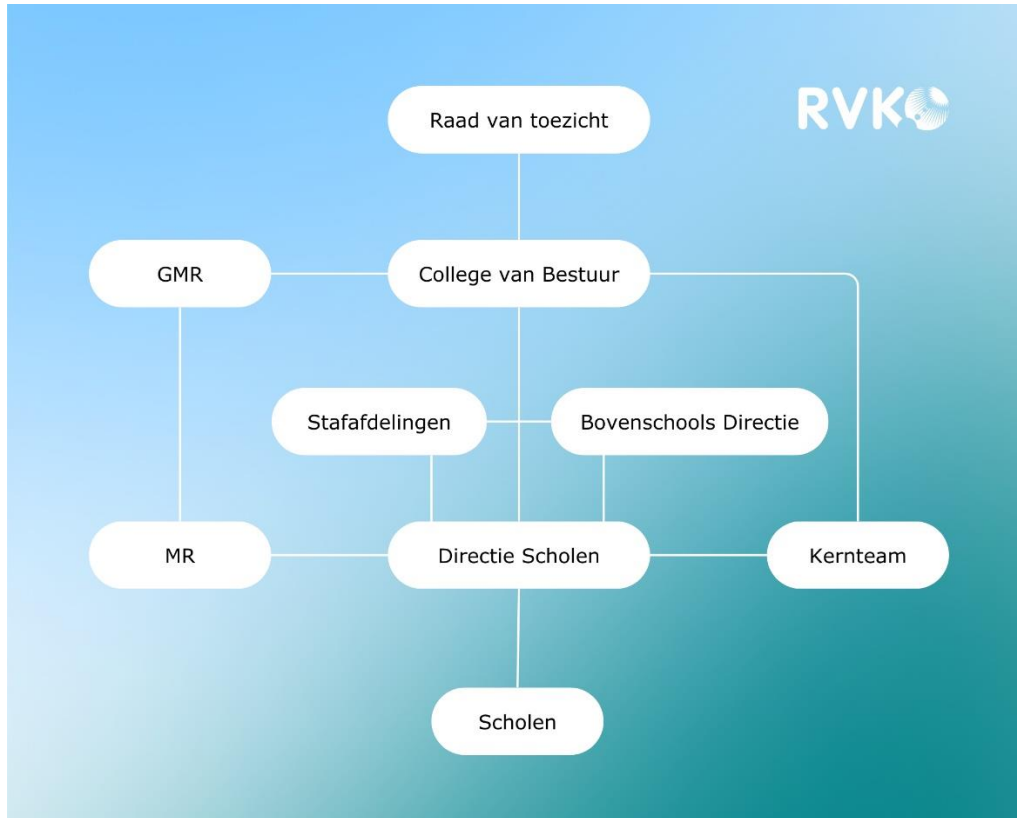 Raad van toezicht
RVKO
GMR
College van Bestuur
Stafafdelingen
Bovenschools Directie
MR
Directie Scholen
Kernteam
Scholen